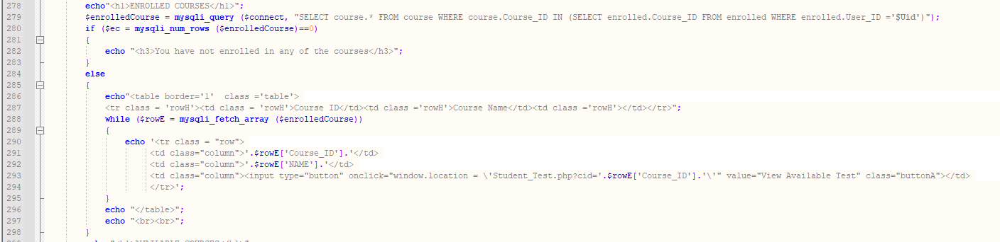 278 echo"<h1>ENROLLED COURSES</h1>";
279 $enrolledCourse = mysqli_query ($connect, "SELECT course.* FROM course WHERE course.Course_ID IN (SELECT enrolled.Course_ID FROM enrolled WHERE enrolled.User_ID ='$Uid')");
280 if ($ec = mysqli_num_rows ($enrolledCourse)==0)
281 {
282 echo "<h3>You have not enrolled in any of the courses</h3>";
283 }
284 else
285 {
286 echo"<table border='1'  class ='table'>
287 <tr class = 'rowH'><td class = 'rowH'>Course ID</td><td class ='rowH'>Course Name</td><td class ='rowH'></td></tr>";
288 while ($rowE = mysqli_fetch_array ($enrolledCourse))
289 {
290 echo '<tr class = "row">
291 <td class="column">'.$rowE['Course_ID'].'</td>
292 <td class="column">'.$rowE['NAME'].'</td>
293 <td class="column"><input type="button" onclick="window.location = \'Student_Test.php?cid='.$rowE['Course_ID'].'\'" value="View Available Test" class="buttonA"></td>
294 </tr>';
295 }
296 echo "</table>";
297 echo "<br><br>";
298 }